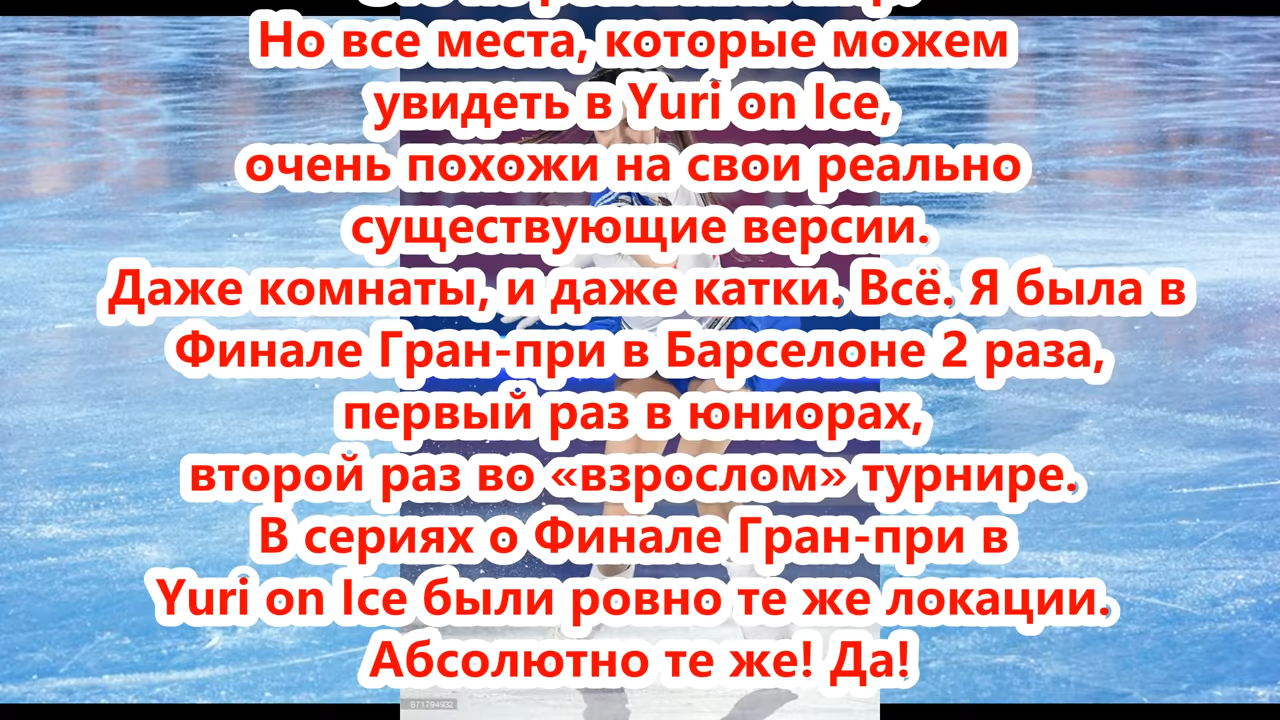 Но все места, которые можем
увидеть в Yuri on Ice,
очень похожи на свои реально
существующие версии.
Даже комнаты, и даже катки. Всё. Я была в
Финале Гран-при в Барселоне 2 раза,
первый раз в юниорах,
второй раз во «взрослом» турнире.
В сериях о Финале Гран-при в
Yuri on Ice были ровно те же локации.
Абсолютно те же! Да!
671794932